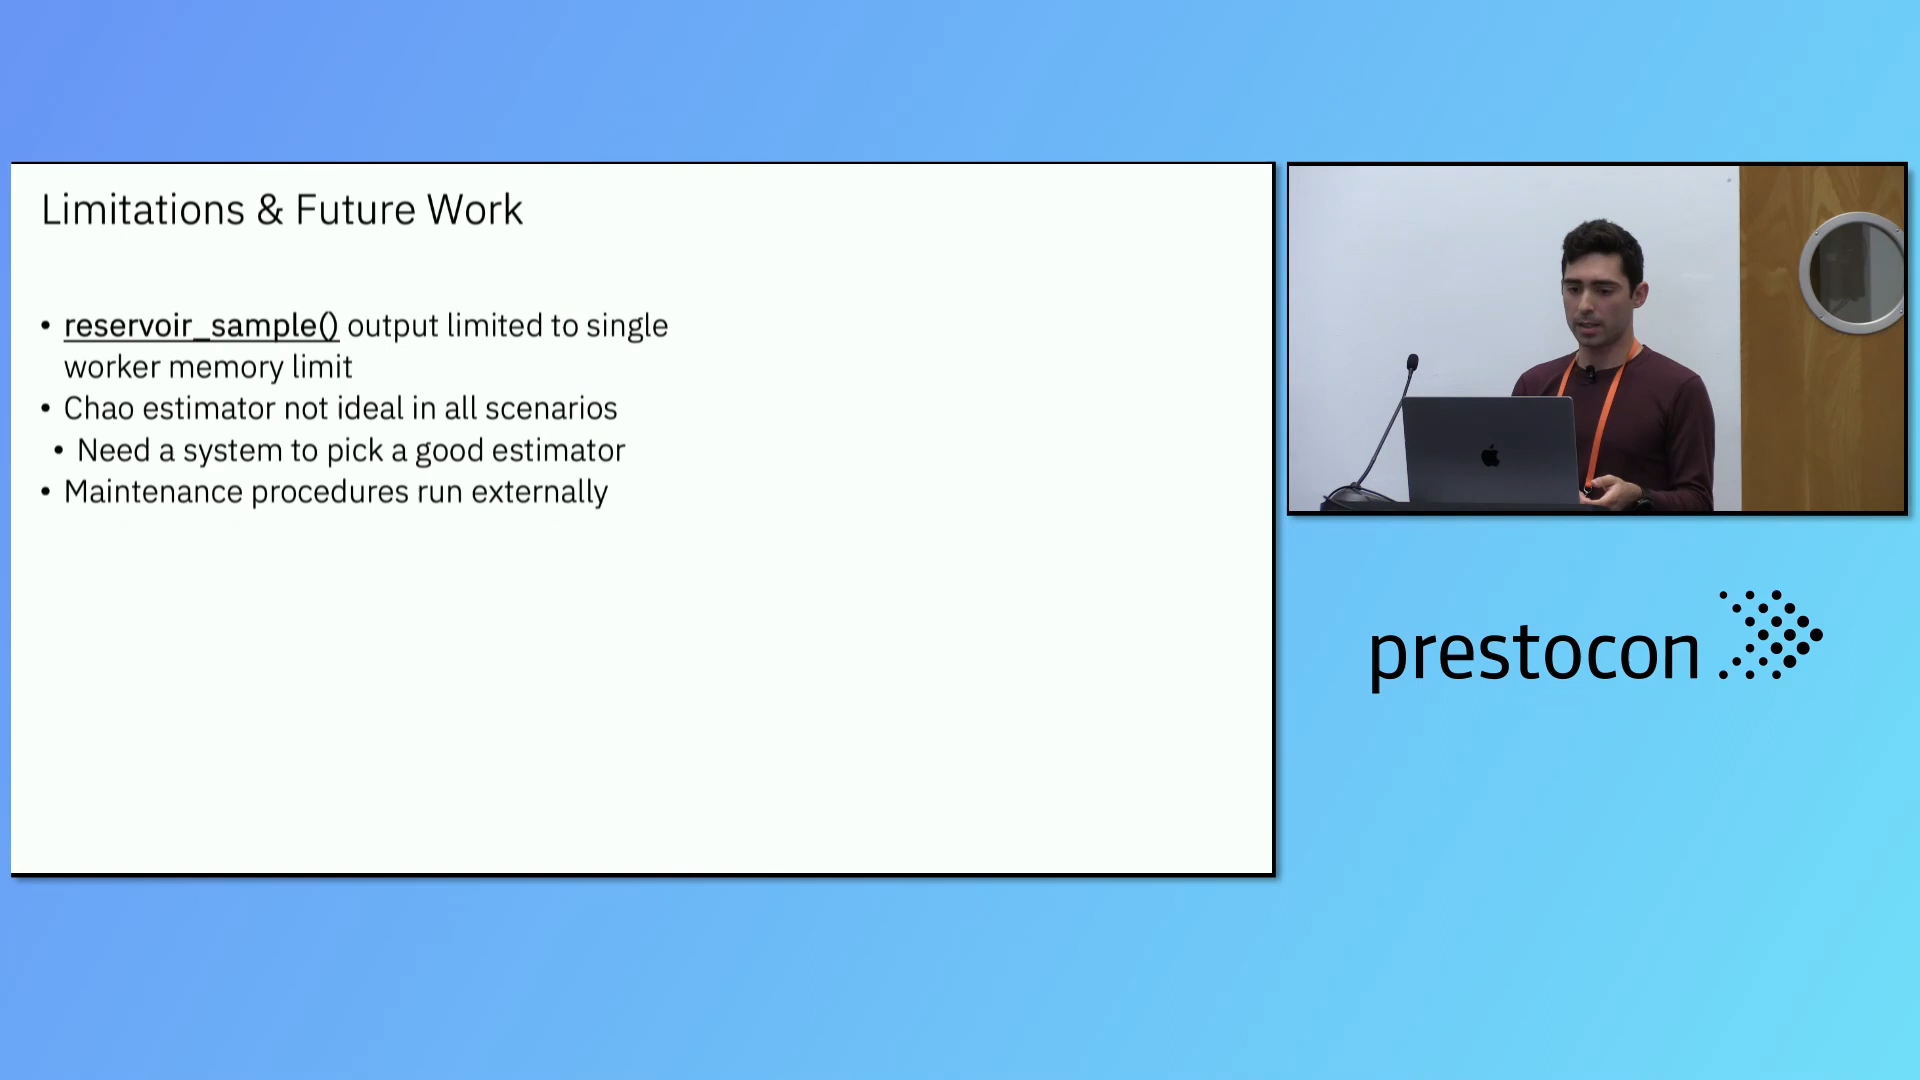 Limitations & Future Work
• reservoir_sample() output limited to single
worker memory limit
• Chao estimator not ideal in all scenarios
• Need a system to pick a good estimator
• Maintenance procedures run externally
prestocon